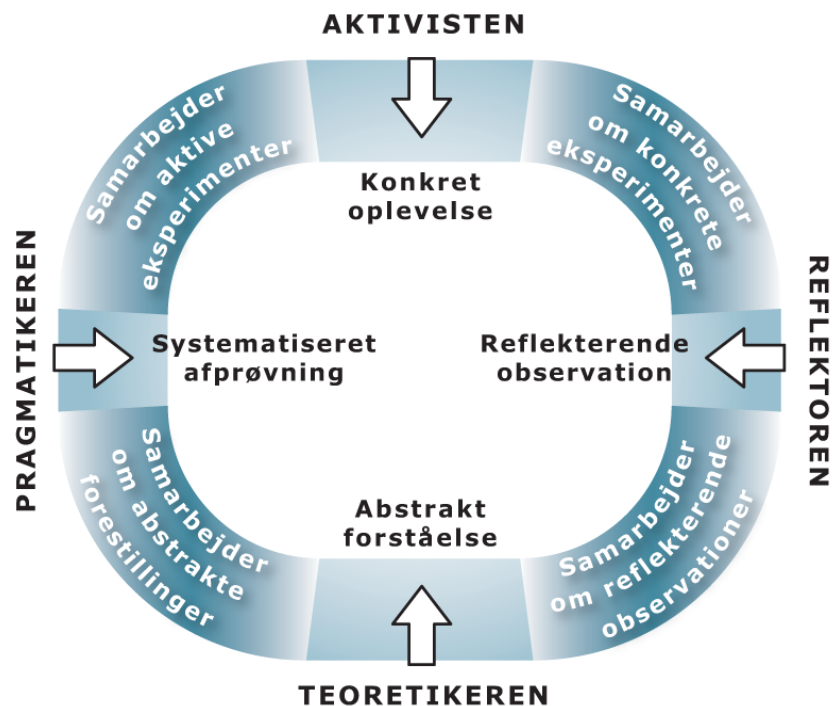 AKTIVISTEN
Samarbejder
om aktive
eksperimenter
Samarbejder
om konkrete
eksperimenter
Konkret
oplevelse
PRAGMATIKEREN
Systematiseret
afprøvning
Reflekterende
observation
REFLEKTOREN
Samarbejder
om abstrakte
forestillinger
Abstrakt
forståelse
Samarbejder
om reflekterende
observationer
TEORETIKEREN